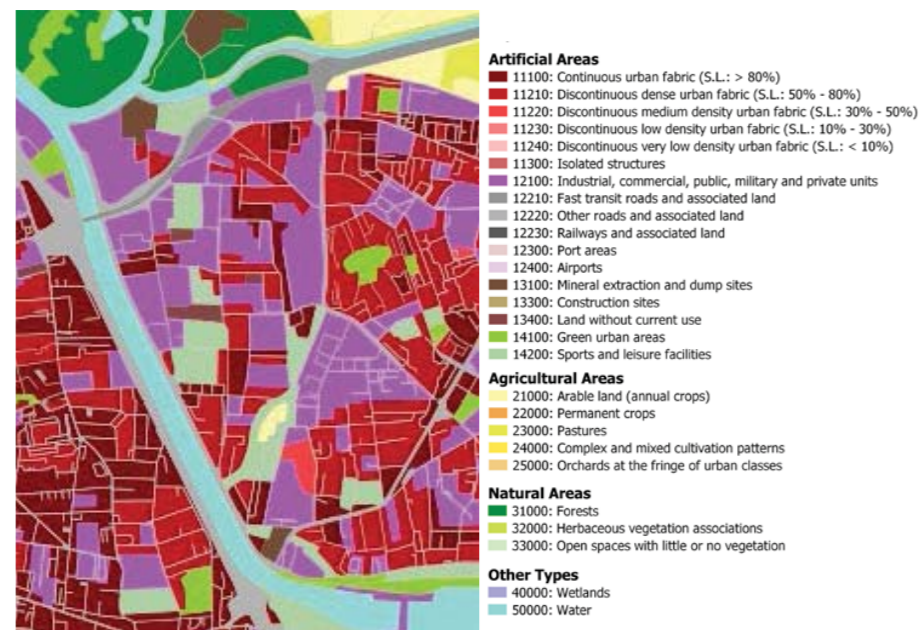 Artificial Areas
11100: Continuous urban fabric (S.L.: > 80%)
11210: Discontinuous dense urban fabric (S.L.: 50% - 80%)
11220: Discontinuous medium density urban fabric (S.L.: 30% - 50%)
11230: Discontinuous low density urban fabric (S.L.: 10% - 30%)
11240: Discontinuous very low density urban fabric (S.L.: < 10%)
11300: Isolated structures
12100: Industrial, commercial, public, military and private units
12210: Fast transit roads and associated land
12220: Other roads and associated land
12230: Railways and associated land
12300: Port areas
12400: Airports
13100: Mineral extraction and dump sites
13300: Construction sites
13400: Land without current use
14100: Green urban areas
14200: Sports and leisure facilities
Agricultural Areas
21000: Arable land (annual crops)
22000: Permanent crops
23000: Pastures
24000: Complex and mixed cultivation patterns
25000: Orchards at the fringe of urban classes
Natural Areas
31000: Forests
32000: Herbaceous vegetation associations
33000: Open spaces with little or no vegetation
Other Types
40000: Wetlands
50000: Water